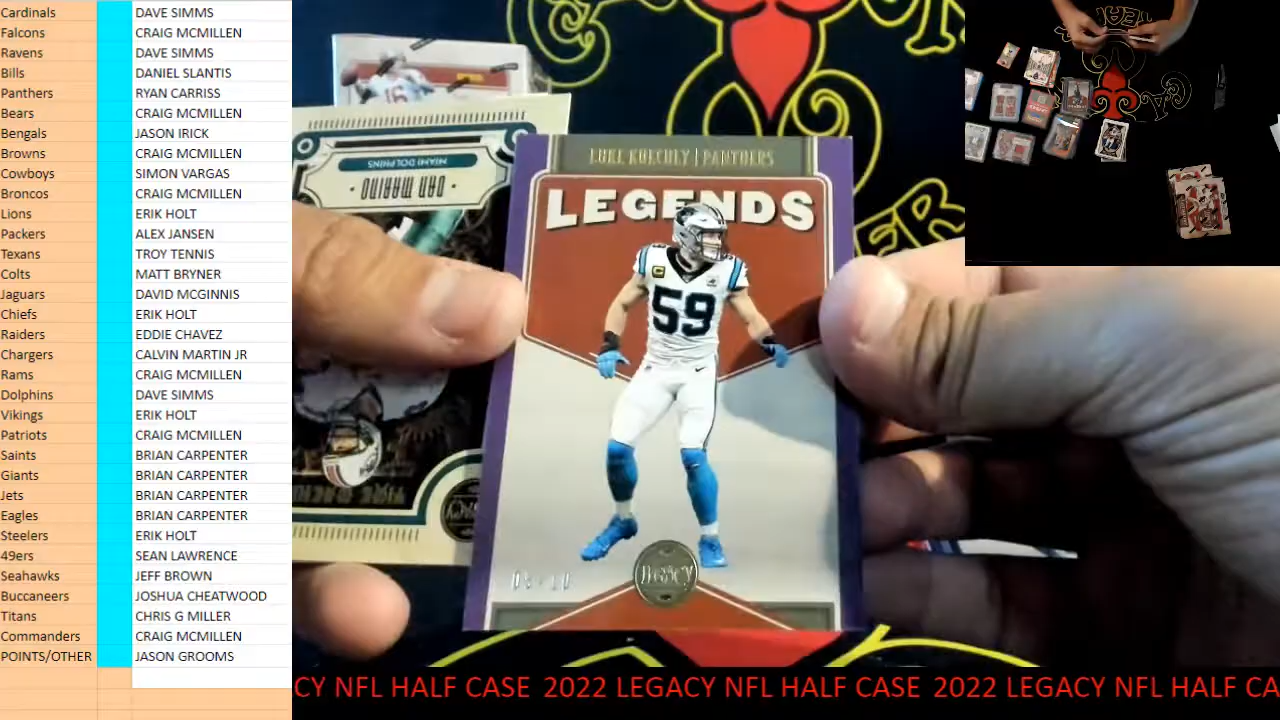 Cardinals DAVE SIMMS
Falcons CRAIG MCMILLEN
Ravens DAVE SIMMS
Bills DANIEL SLANTIS
Panthers RYAN CARRISS
Bears CRAIG MCMILLEN
Bengals JASON IRICK
Browns CRAIG MCMILLEN
Cowboys SIMON VARGAS
Broncos CRAIG MCMILLEN
Lions ERIK HOLT
Packers ALEX JANSEN
Texans TROY TENNIS
Colts MATT BRYNER
Jaguars DAVID MCGINNIS
Chiefs ERIK HOLT
Raiders EDDIE CHAVEZ
Chargers CALVIN MARTIN JR
Rams CRAIG MCMILLEN
Dolphins DAVE SIMMS
Vikings ERIK HOLT
Patriots CRAIG MCMILLEN
Saints BRIAN CARPENTER
Giants BRIAN CARPENTER
Jets BRIAN CARPENTER
Eagles BRIAN CARPENTER
Steelers ERIK HOLT
49ers SEAN LAWRENCE
Seahawks JEFF BROWN
Buccaneers JOSHUA CHEATWOOD
Titans CHRIS G MILLER
Commanders CRAIG MCMILLEN
POINTS/OTHER JASON GROOMS
MIAMI DOLPHINS
DAN MARINO
LUKE KUECHLY | PANTHERS
LEGENDS
59
Legacy
CY NFL HALF CASE 2022 LEGACY NFL HALF CASE 2022 LEGACY NFL HALF CA